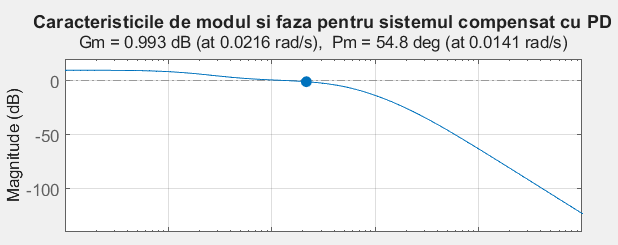 Caracteristicile de modul si faza pentru sistemul compensat cu PD
Gm = 0.993 dB (at 0.0216 rad/s), Pm = 54.8 deg (at 0.0141 rad/s)
Magnitude (dB)
0
-50
-100